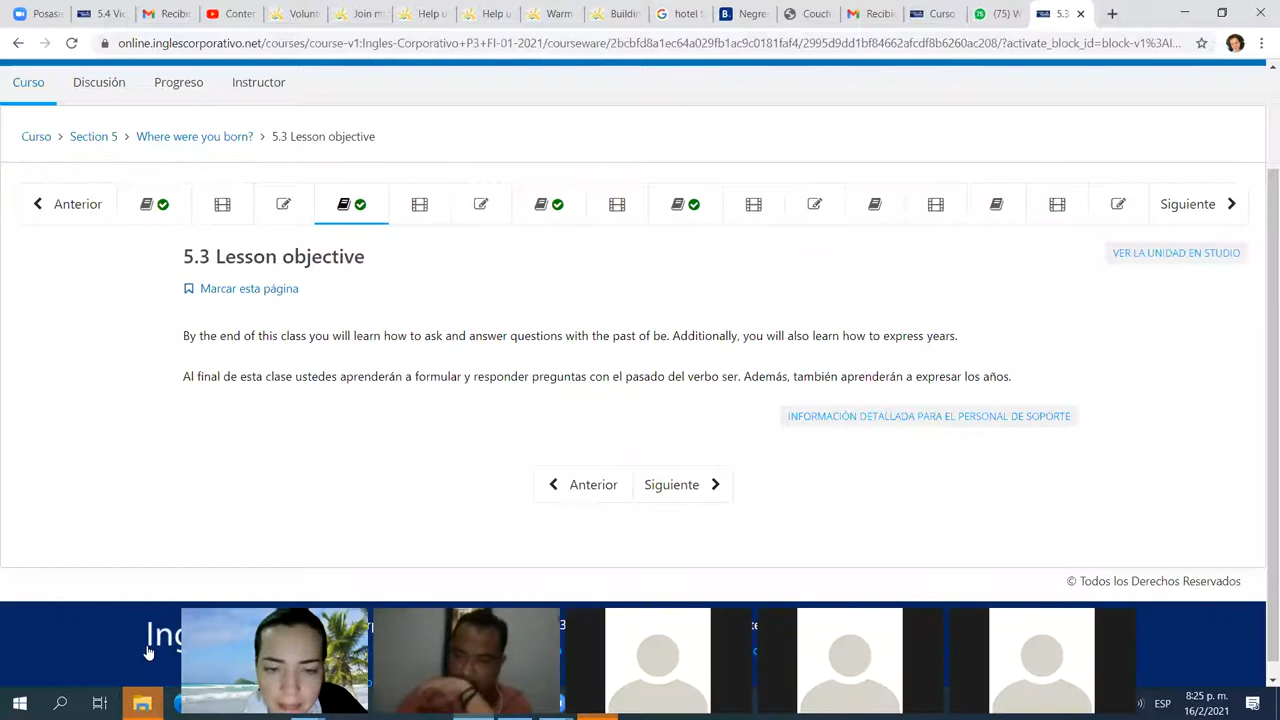 Posas
5.4 Vi
Recibi
Conter
Volunt
Join m
Help u
Help
Warm
Buildin
hotel t
Negre
Couch
Recibi
Curso
(75) W
5.3
online.inglescorporativo.net/courses/course-v1:Ingles-Corporativo+P3+FI-01-2021/courseware/2bcbfd8a1ec64a029fb1ac9c0181faf4/2995d9dd1bf84662afcdf8b6260ac208/?activate_block_id=block-v1%3AI...
Curso Discusión Progreso Instructor
Curso > Section 5 > Where were you born? > 5.3 Lesson objective
Anterior
Siguiente
5.3 Lesson objective
VER LA UNIDAD EN STUDIO
Marcar esta página
By the end of this class you will learn how to ask and answer questions with the past of be. Additionally, you will also learn how to express years.
Al final de esta clase ustedes aprenderán a formular y responder preguntas con el pasado del verbo ser. Además, también aprenderán a expresar los años.
INFORMACIÓN DETALLADA PARA EL PERSONAL DE SOPORTE
Anterior Siguiente
© Todos los Derechos Reservados
Ing
8:25 p. m.
ESP
16/2/2021